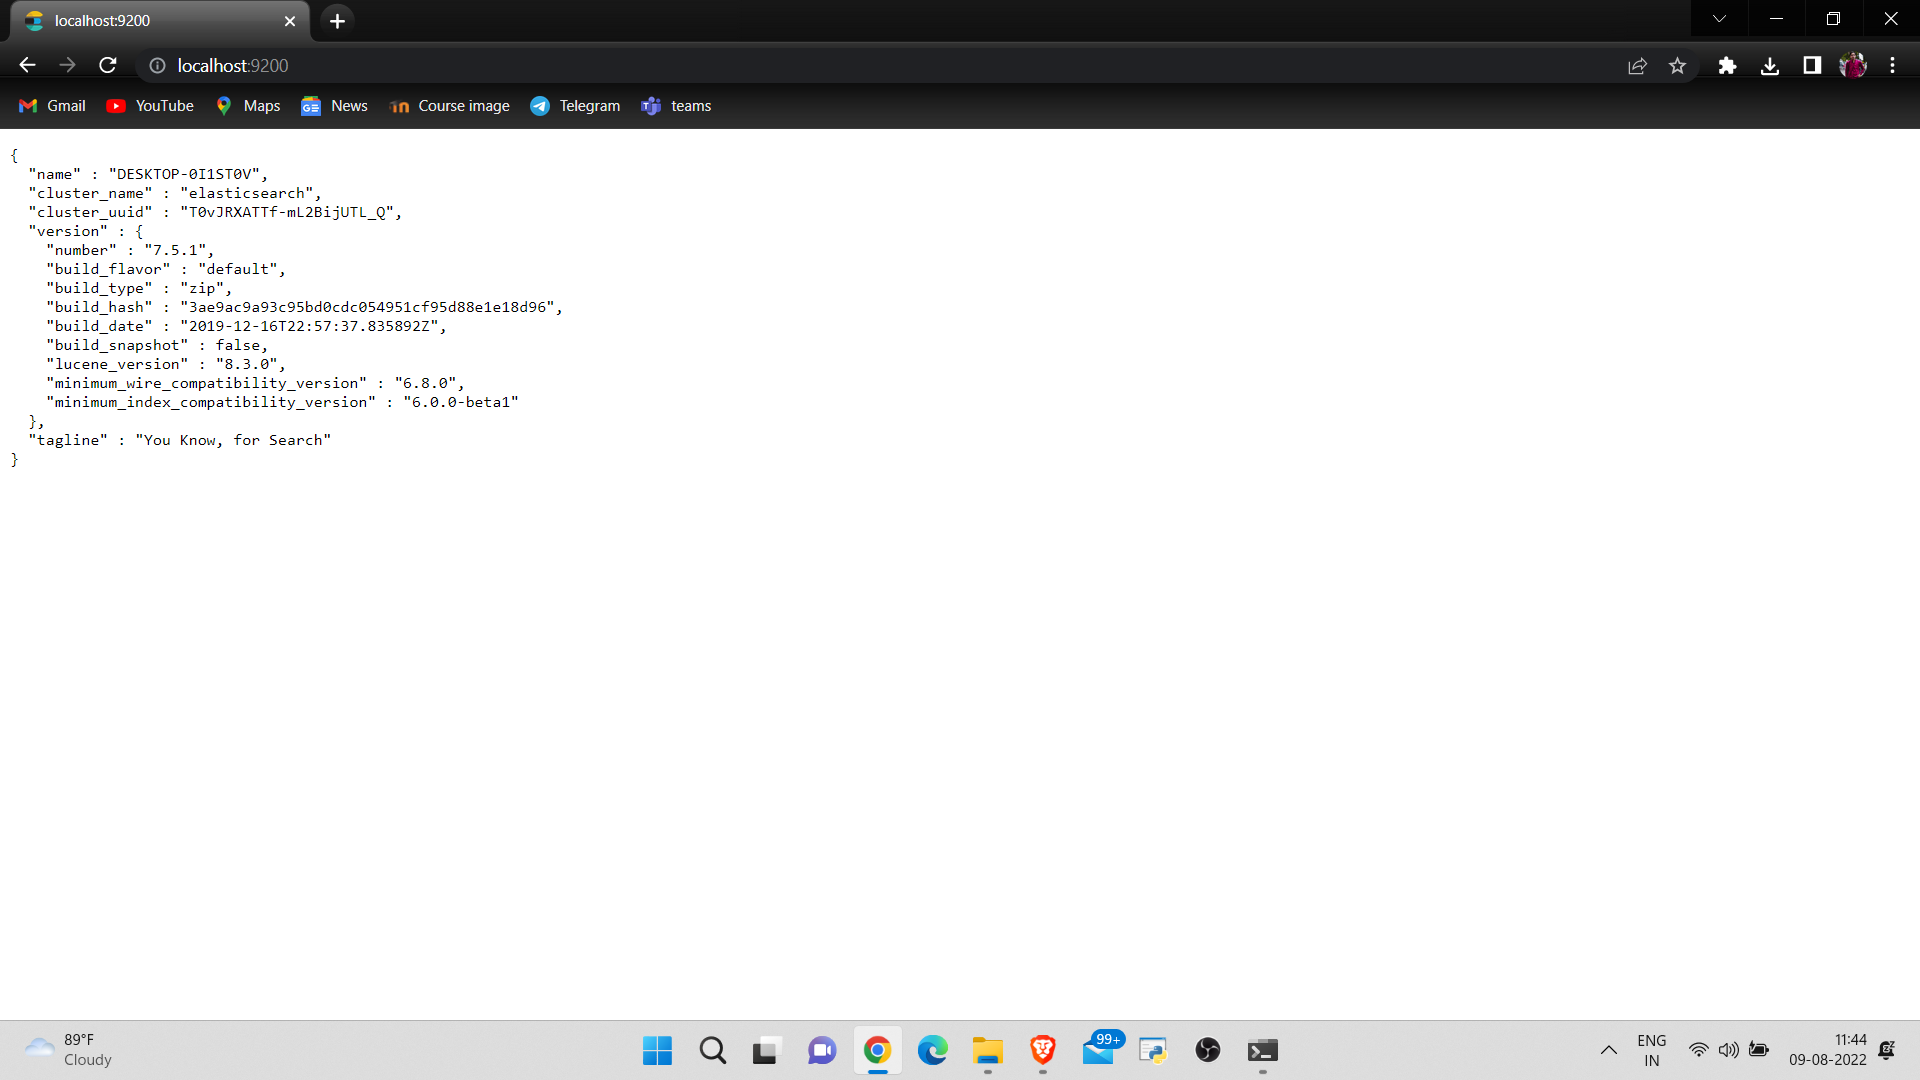 localhost:9200
localhost:9200
Gmail YouTube Maps News Course image Telegram teams
{
  "name" : "DESKTOP-0I1ST0V",
  "cluster_name" : "elasticsearch",
  "cluster_uuid" : "T0vJRXATTf-mL2BijUTL_Q",
  "version" : {
    "number" : "7.5.1",
    "build_flavor" : "default",
    "build_type" : "zip",
    "build_hash" : "3ae9ac9a93c95bd0cdc054951cf95d88e1e18d96",
    "build_date" : "2019-12-16T22:57:37.835892Z",
    "build_snapshot" : false,
    "lucene_version" : "8.3.0",
    "minimum_wire_compatibility_version" : "6.8.0",
    "minimum_index_compatibility_version" : "6.0.0-beta1"
  },
  "tagline" : "You Know, for Search"
}
89°F
Cloudy
99+
ENG
IN
11:44
09-08-2022